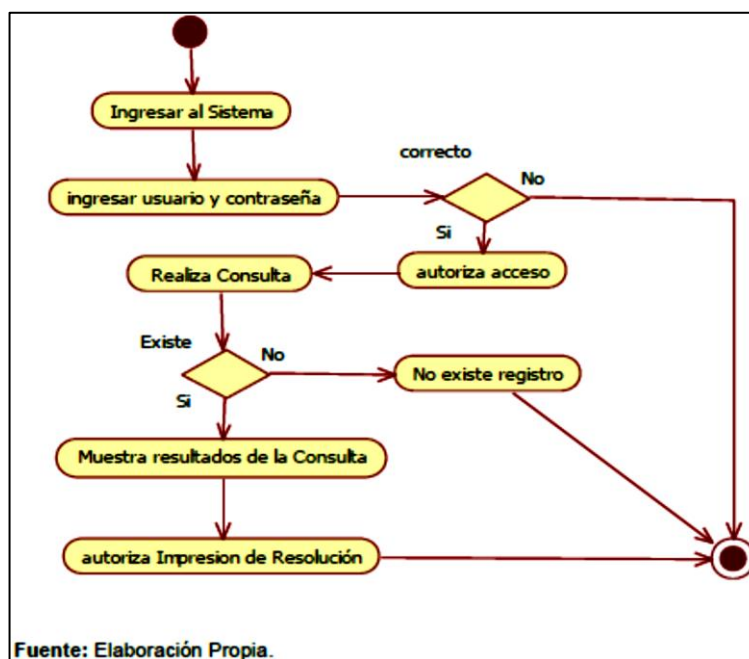 Ingresar al Sistema
correcto
ingresar usuario y contraseña
No
Si
Realiza Consulta
autoriza acceso
Existe
No
No existe registro
Si
Muestra resultados de la Consulta
autoriza Impresion de Resolución
Fuente: Elaboración Propia.